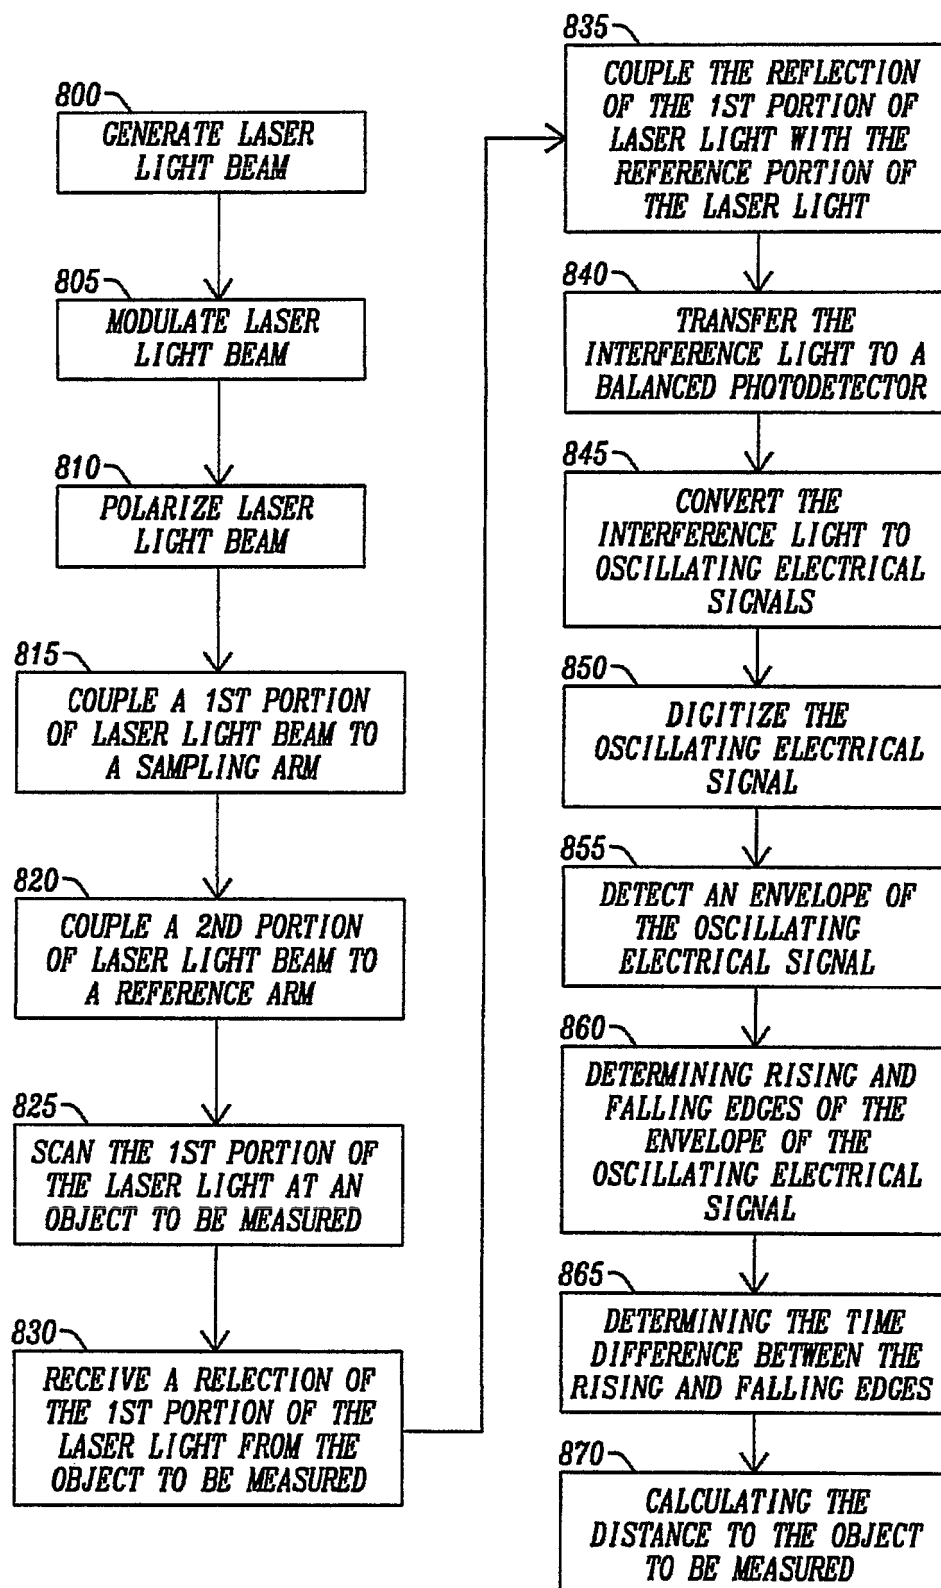 800
GENERATE LASER
LIGHT BEAM
805
MODULATE LASER
LIGHT BEAM
810
POLARIZE LASER
LIGHT BEAM
815
COUPLE A 1ST PORTION
OF LASER LIGHT BEAM TO
A SAMPLING ARM
820
COUPLE A 2ND PORTION
OF LASER LIGHT BEAM TO
A REFERENCE ARM
825
SCAN THE 1ST PORTION OF
THE LASER LIGHT AT AN
OBJECT TO BE MEASURED
830
RECEIVE A RELECTION OF
THE 1ST PORTION OF THE
LASER LIGHT FROM THE
OBJECT TO BE MEASURED
835
COUPLE THE REFLECTION
OF THE 1ST PORTION OF
LASER LIGHT WITH THE
REFERENCE PORTION OF
THE LASER LIGHT
840
TRANSFER THE
INTERFERENCE LIGHT TO A
BALANCED PHOTODETECTOR
845
CONVERT THE
INTERFERENCE LIGHT TO
OSCILLATING ELECTRICAL
SIGNALS
850
DIGITIZE THE
OSCILLATING ELECTRICAL
SIGNAL
855
DETECT AN ENVELOPE OF
THE OSCILLATING
ELECTRICAL SIGNAL
860
DETERMINING RISING AND
FALLING EDGES OF THE
ENVELOPE OF THE
OSCILLATING ELECTRICAL
SIGNAL
865
DETERMINING THE TIME
DIFFERENCE BETWEEN THE
RISING AND FALLING EDGES
870
CALCULATING THE
DISTANCE TO THE OBJECT
TO BE MEASURED